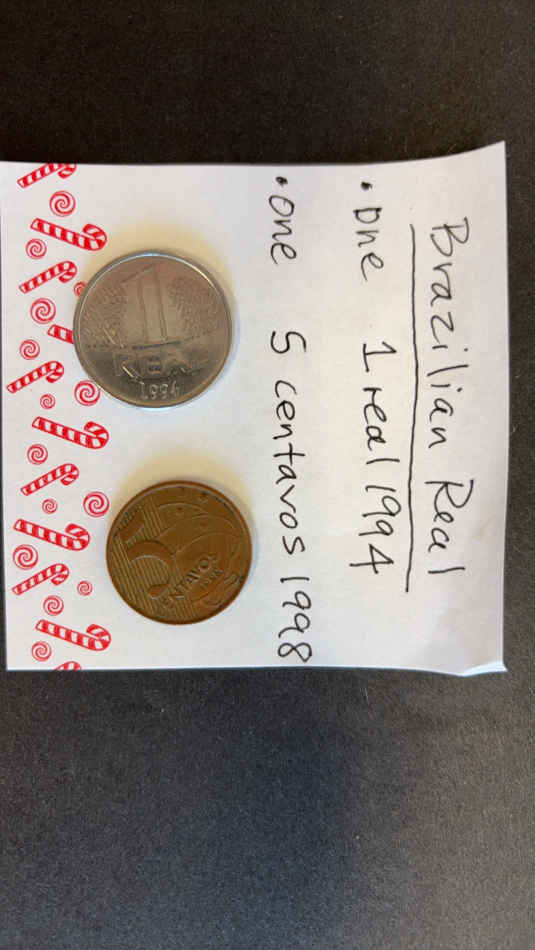 Brazilian Real
• one 1 real 1994
• one 5 centavos 1998
1
REAL
1994
5
CENTAVOS
1998